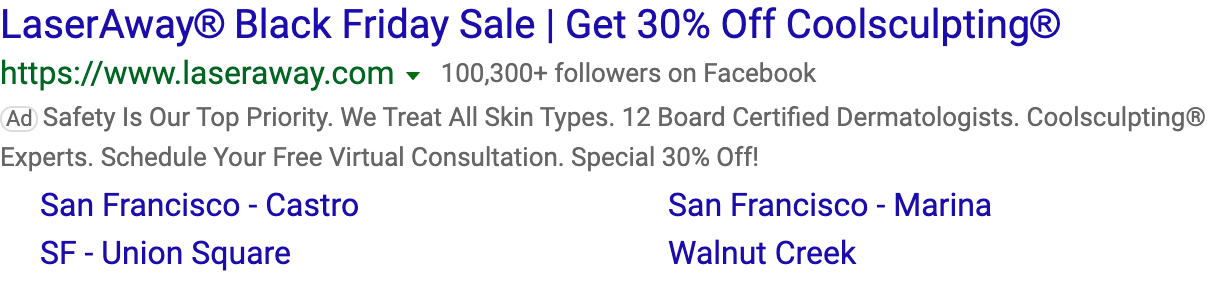 LaserAway® Black Friday Sale | Get 30% Off Coolsculpting®
https://www.laseraway.com 100,300+ followers on Facebook
Ad Safety Is Our Top Priority. We Treat All Skin Types. 12 Board Certified Dermatologists. Coolsculpting®
Experts. Schedule Your Free Virtual Consultation. Special 30% Off!
San Francisco - Castro San Francisco - Marina
SF - Union Square Walnut Creek